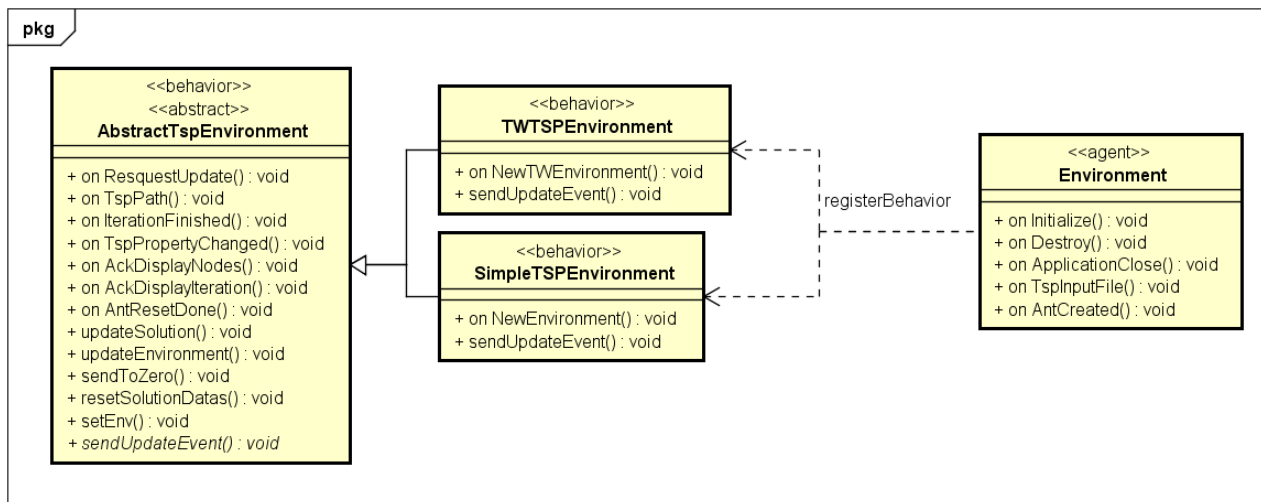 pkg
<<behavior>>
<<abstract>>
AbstractTspEnvironment
+ on ResquestUpdate() : void
+ on TspPath() : void
+ on IterationFinished() : void
+ on TspPropertyChanged() : void
+ on AckDisplayNodes() : void
+ on AckDisplayIteration() : void
+ on AntResetDone() : void
+ updateSolution() : void
+ updateEnvironment() : void
+ sendToZero() : void
+ resetSolutionDatas() : void
+ setEnv() : void
+ sendUpdateEvent() : void
<<behavior>>
TWTSPEnvironment
+ on NewTWEnvironment() : void
+ sendUpdateEvent() : void
<<behavior>>
SimpleTSPEnvironment
+ on NewEnvironment() : void
+ sendUpdateEvent() : void
registerBehavior
<<agent>>
Environment
+ on Initialize() : void
+ on Destroy() : void
+ on ApplicationClose() : void
+ on TspInputFile() : void
+ on AntCreated() : void